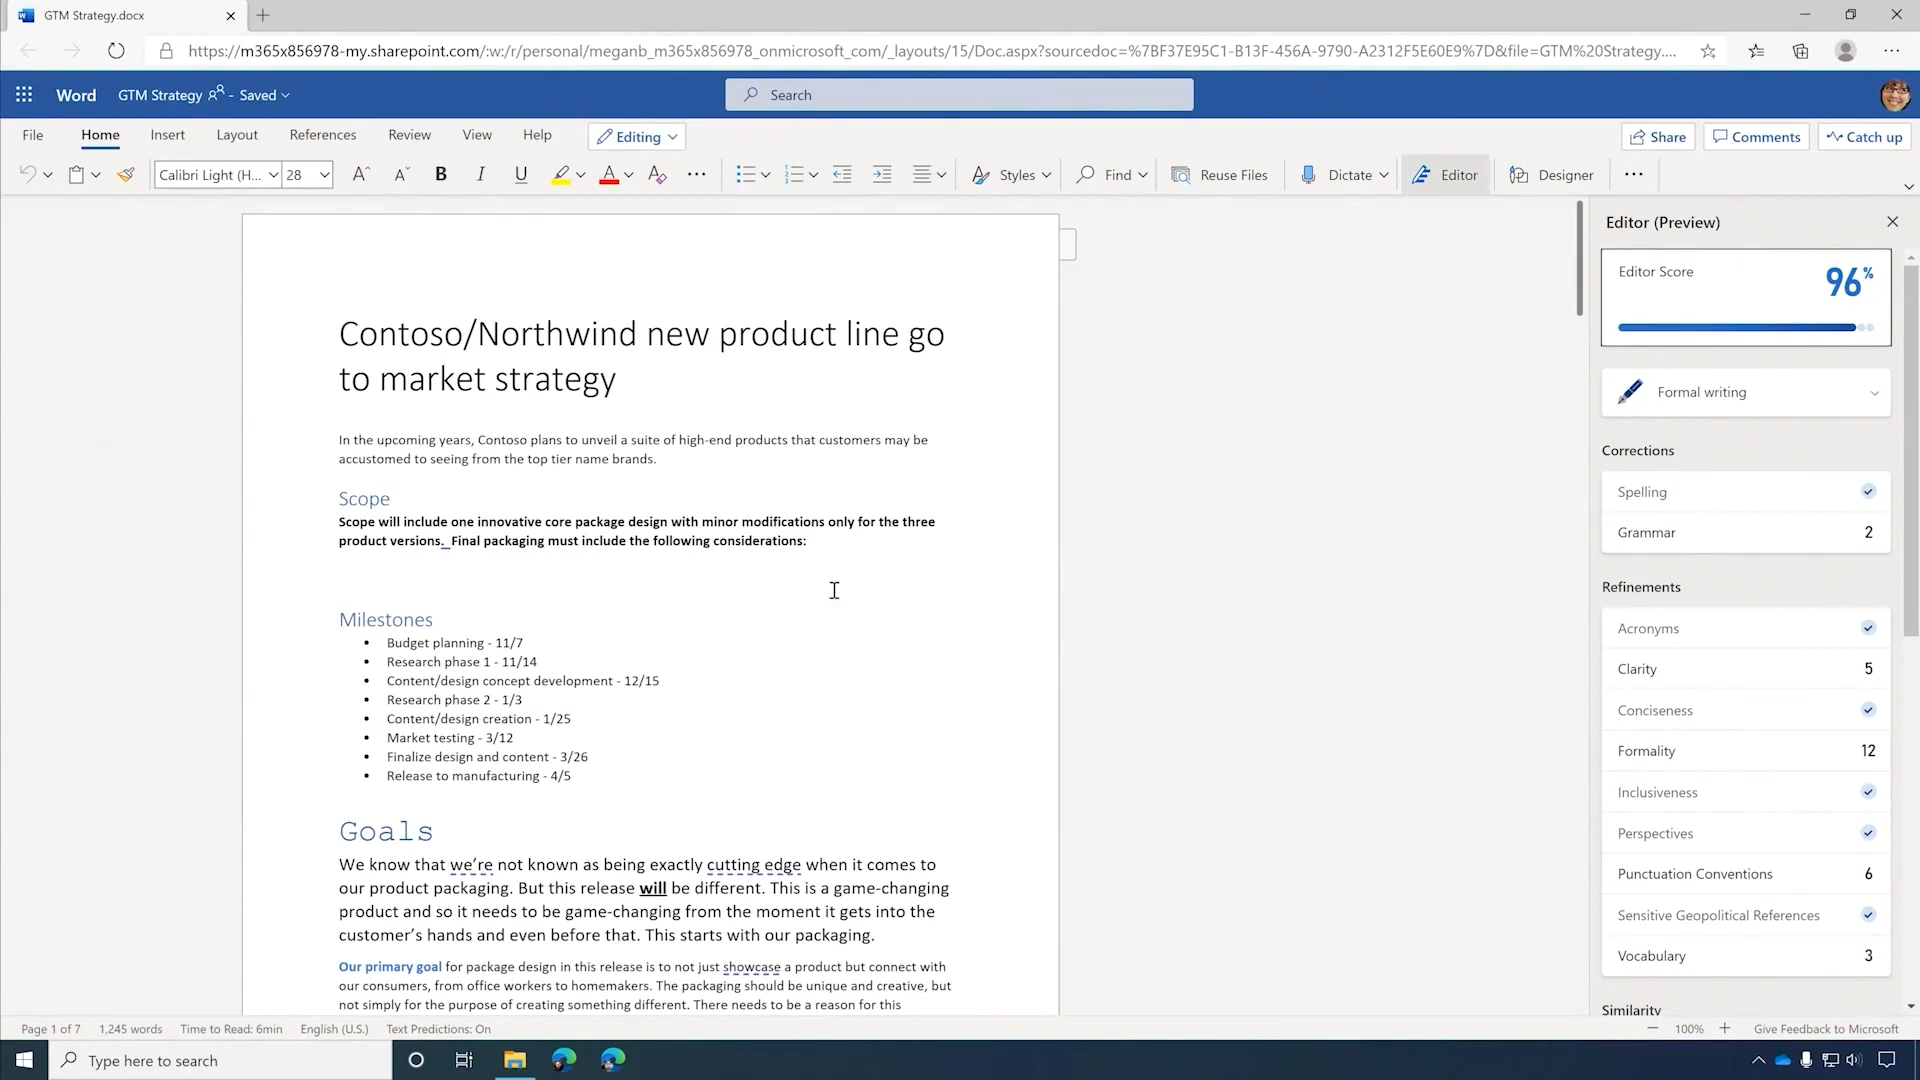 GTM Strategy.docx
https://m365x856978-my.sharepoint.com/:w:/r/personal/meganb_m365x856978_onmicrosoft_com/_layouts/15/Doc.aspx?sourcedoc=%7BF37E95C1-B13F-456A-9790-A2312F5E60E9%7D&file=GTM%20Strategy....
Word GTM Strategy - Saved Search
File Home Insert Layout References Review View Help Editing Share Comments Catch up
Calibri Light (H... 28 Styles Find Reuse Files Dictate Editor Designer
Contoso/Northwind new product line go
to market strategy
In the upcoming years, Contoso plans to unveil a suite of high-end products that customers may be
accustomed to seeing from the top tier name brands.
Scope
Scope will include one innovative core package design with minor modifications only for the three
product versions.  Final packaging must include the following considerations:
Milestones
• Budget planning - 11/7
• Research phase 1 - 11/14
• Content/design concept development - 12/15
• Research phase 2 - 1/3
• Content/design creation - 1/25
• Market testing - 3/12
• Finalize design and content - 3/26
• Release to manufacturing - 4/5
Goals
We know that we’re not known as being exactly cutting edge when it comes to
our product packaging. But this release will be different. This is a game-changing
product and so it needs to be game-changing from the moment it gets into the
customer’s hands and even before that. This starts with our packaging.
Our primary goal for package design in this release is to not just showcase a product but connect with
our consumers, from office workers to homemakers. The packaging should be unique and creative, but
not simply for the purpose of creating something different. There needs to be a reason for this
Editor (Preview)
Editor Score 96%
Formal writing
Corrections
Spelling
Grammar 2
Refinements
Acronyms
Clarity 5
Conciseness
Formality 12
Inclusiveness
Perspectives
Punctuation Conventions 6
Sensitive Geopolitical References
Vocabulary 3
Similarity
Page 1 of 7 1,245 words Time to Read: 6min English (U.S.) Text Predictions: On 100% Give Feedback to Microsoft
Type here to search